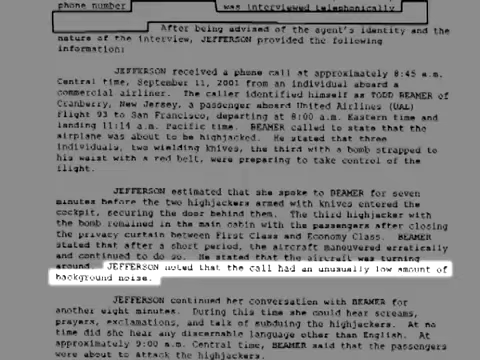 phone number was interviewed telephonically
After being advised of the agent's identity and the
nature of the interview, JEFFERSON provided the following
information:
JEFFERSON received a phone call at approximately 8:45 a.m.
Central time, September 11, 2001 from an individual aboard a
commercial airliner. The caller identified himself as TODD BEAMER of
Cranberry, New Jersey, a passenger aboard United Airlines (UAL)
flight 93 to San Francisco, departing at 8:00 a.m. Eastern time and
landing 11:14 a.m. Pacific time. BEAMER called to state that the
airplane was about to be highjacked. He stated that three
individuals, two wielding knives, the third with a bomb strapped to
his waist with a red belt, were preparing to take control of the
flight.
JEFFERSON estimated that she spoke to BEAMER for seven
minutes before the two highjackers armed with knives entered the
cockpit, securing the door behind them. The third highjacker with
the bomb remained in the main cabin with the passengers after closing
the privacy curtain between First Class and Economy Class. BEAMER
stated that after a short period, the aircraft maneuvered erratically
and continued to do so. He stated that the aircraft was turning
around. JEFFERSON noted that the call had an unusually low amount of
background noise.
JEFFERSON continued her conversation with BEAMER for
another eight minutes. During this time she could hear screams,
prayers, exclamations, and talk of subduing the highjackers. At no
time did she hear any discernable language other than English. At
approximately 9:00 a.m. Central time, BEAMER said that the passengers
were about to attack the highjackers.